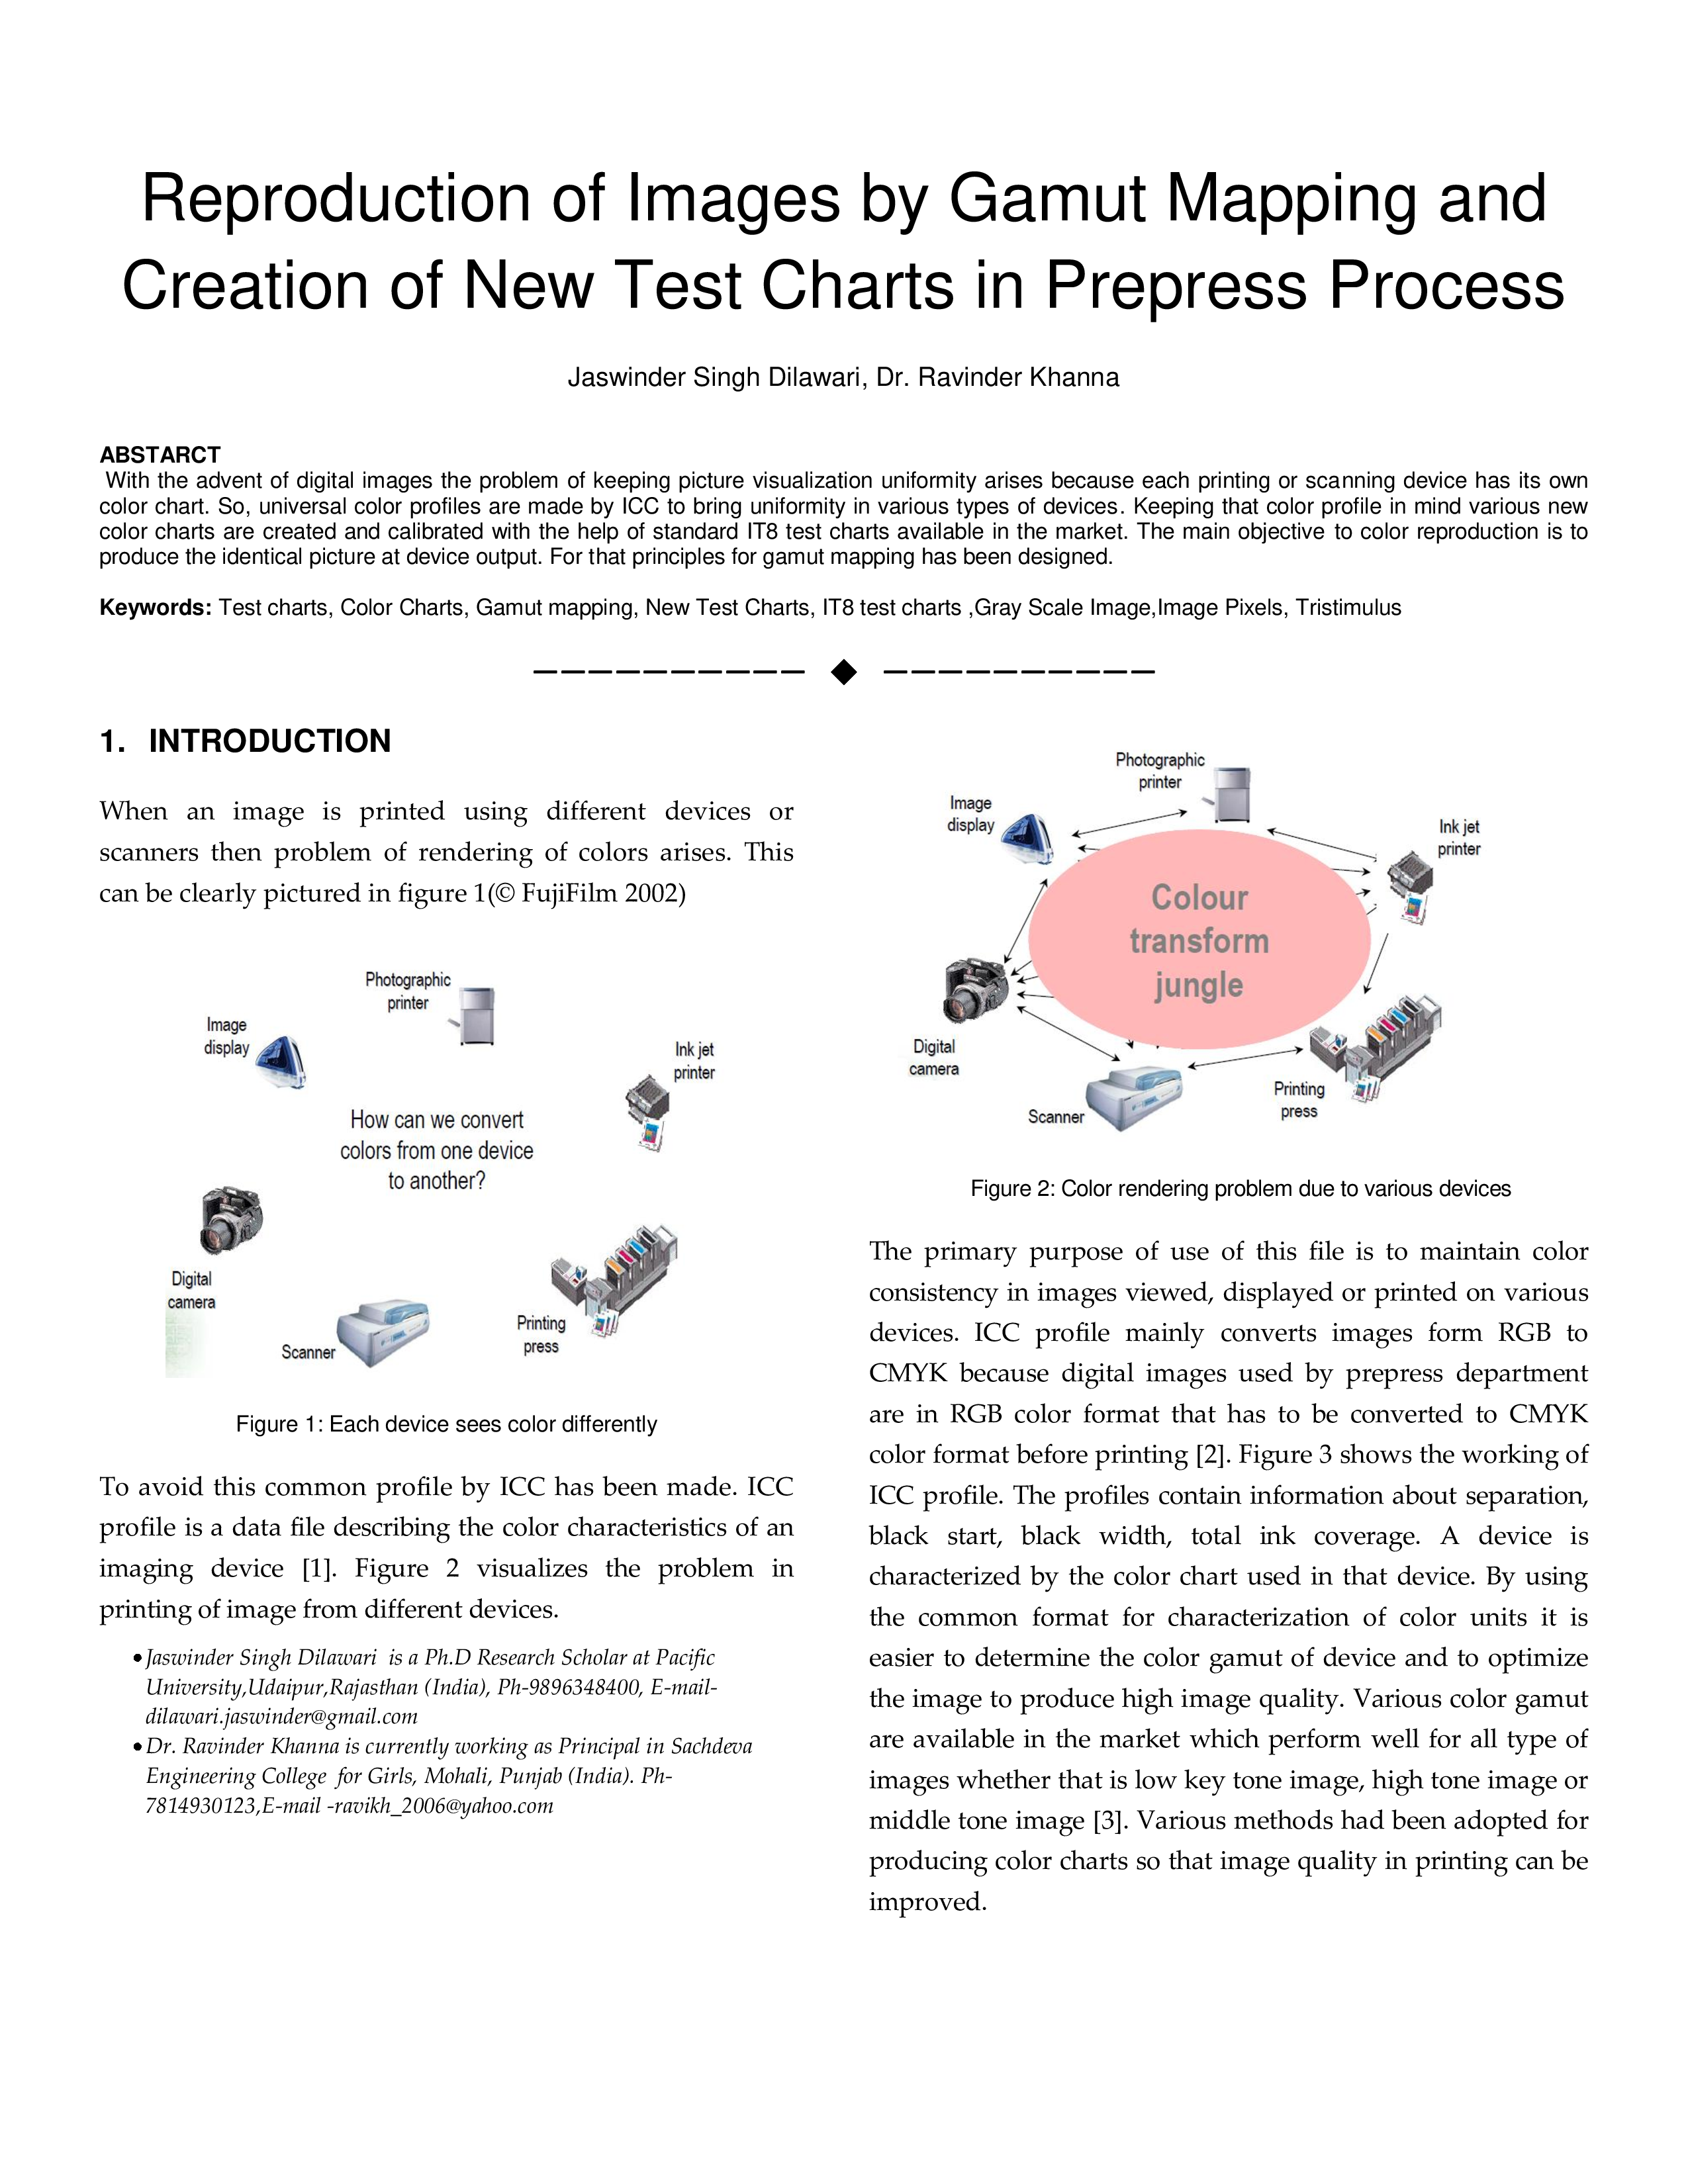 Reproduction of Images by Gamut Mapping and
Creation of New Test Charts in Prepress Process
Jaswinder Singh Dilawari, Dr. Ravinder Khanna
ABSTARCT
With the advent of digital images the problem of keeping picture visualization uniformity arises because each printing or scanning device has its own
color chart. So, universal color profiles are made by ICC to bring uniformity in various types of devices. Keeping that color profile in mind various new
color charts are created and calibrated with the help of standard IT8 test charts available in the market. The main objective to color reproduction is to
produce the identical picture at device output. For that principles for gamut mapping has been designed.
Keywords: Test charts, Color Charts, Gamut mapping, New Test Charts, IT8 test charts ,Gray Scale Image,Image Pixels, Tristimulus
1. INTRODUCTION
When an image is printed using different devices or
scanners then problem of rendering of colors arises. This
can be clearly pictured in figure 1(© FujiFilm 2002)
Photographic
printer
Image
display
Ink jet
printer
How can we convert
colors from one device
to another?
Digital
camera
Printing
press
Scanner
Figure 1: Each device sees color differently
To avoid this common profile by ICC has been made. ICC
profile is a data file describing the color characteristics of an
imaging device [1]. Figure 2 visualizes the problem in
printing of image from different devices.
•Jaswinder Singh Dilawari is a Ph.D Research Scholar at Pacific
University,Udaipur,Rajasthan (India), Ph-9896348400, E-mail-
dilawari.jaswinder@gmail.com
•Dr. Ravinder Khanna is currently working as Principal in Sachdeva
Engineering College for Girls, Mohali, Punjab (India). Ph-
7814930123,E-mail -ravikh_2006@yahoo.com
Photographic
printer
Image
display
Ink jet
printer
Colour
transform
jungle
Digital
camera
Printing
press
Scanner
Figure 2: Color rendering problem due to various devices
The primary purpose of use of this file is to maintain color
consistency in images viewed, displayed or printed on various
devices. ICC profile mainly converts images form RGB to
CMYK because digital images used by prepress department
are in RGB color format that has to be converted to CMYK
color format before printing [2]. Figure 3 shows the working of
ICC profile. The profiles contain information about separation,
black start, black width, total ink coverage. A device is
characterized by the color chart used in that device. By using
the common format for characterization of color units it is
easier to determine the color gamut of device and to optimize
the image to produce high image quality. Various color gamut
are available in the market which perform well for all type of
images whether that is low key tone image, high tone image or
middle tone image [3]. Various methods had been adopted for
producing color charts so that image quality in printing can be
improved.